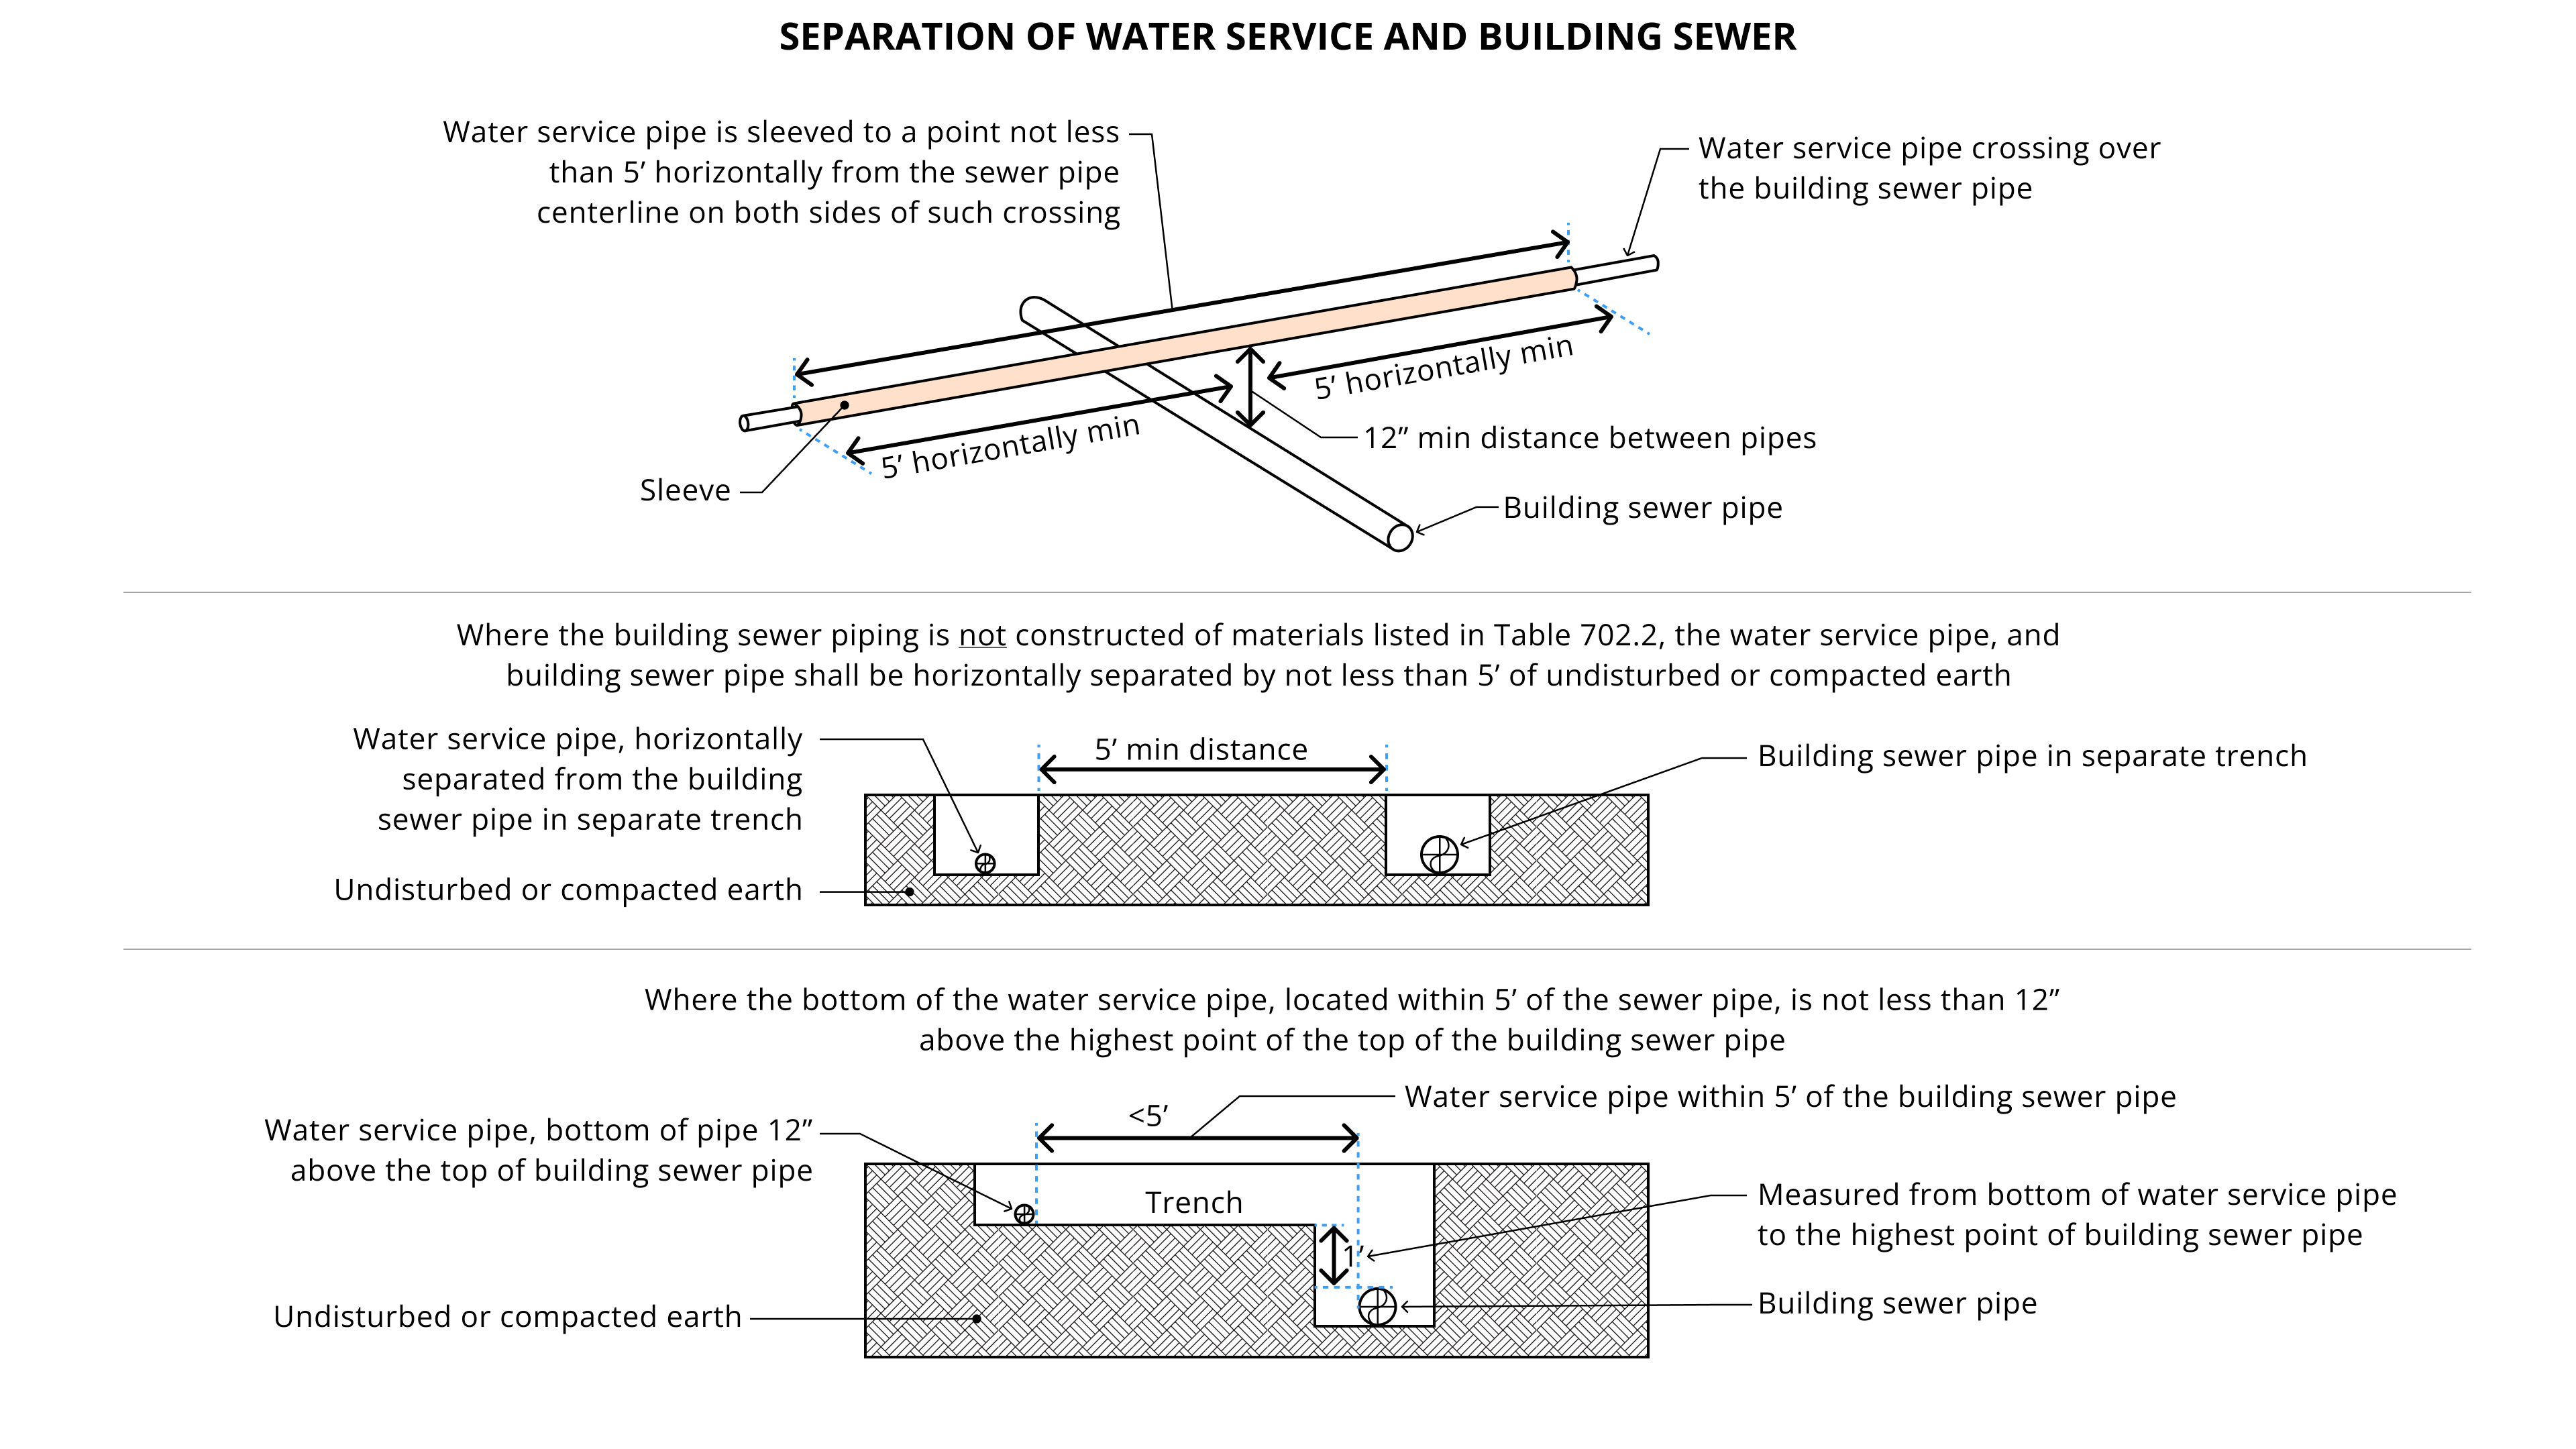 SEPARATION OF WATER SERVICE AND BUILDING SEWER
Water service pipe is sleeved to a point not less
than 5’ horizontally from the sewer pipe
centerline on both sides of such crossing
Water service pipe crossing over
the building sewer pipe
5’ horizontally min
5’ horizontally min
12” min distance between pipes
Sleeve
Building sewer pipe
Where the building sewer piping is not constructed of materials listed in Table 702.2, the water service pipe, and
building sewer pipe shall be horizontally separated by not less than 5’ of undisturbed or compacted earth
Water service pipe, horizontally
separated from the building
sewer pipe in separate trench
5’ min distance
Building sewer pipe in separate trench
Undisturbed or compacted earth
Where the bottom of the water service pipe, located within 5’ of the sewer pipe, is not less than 12”
above the highest point of the top of the building sewer pipe
Water service pipe within 5’ of the building sewer pipe
<5’
Water service pipe, bottom of pipe 12”
above the top of building sewer pipe
Trench
Measured from bottom of water service pipe
to the highest point of building sewer pipe
1’
Building sewer pipe
Undisturbed or compacted earth